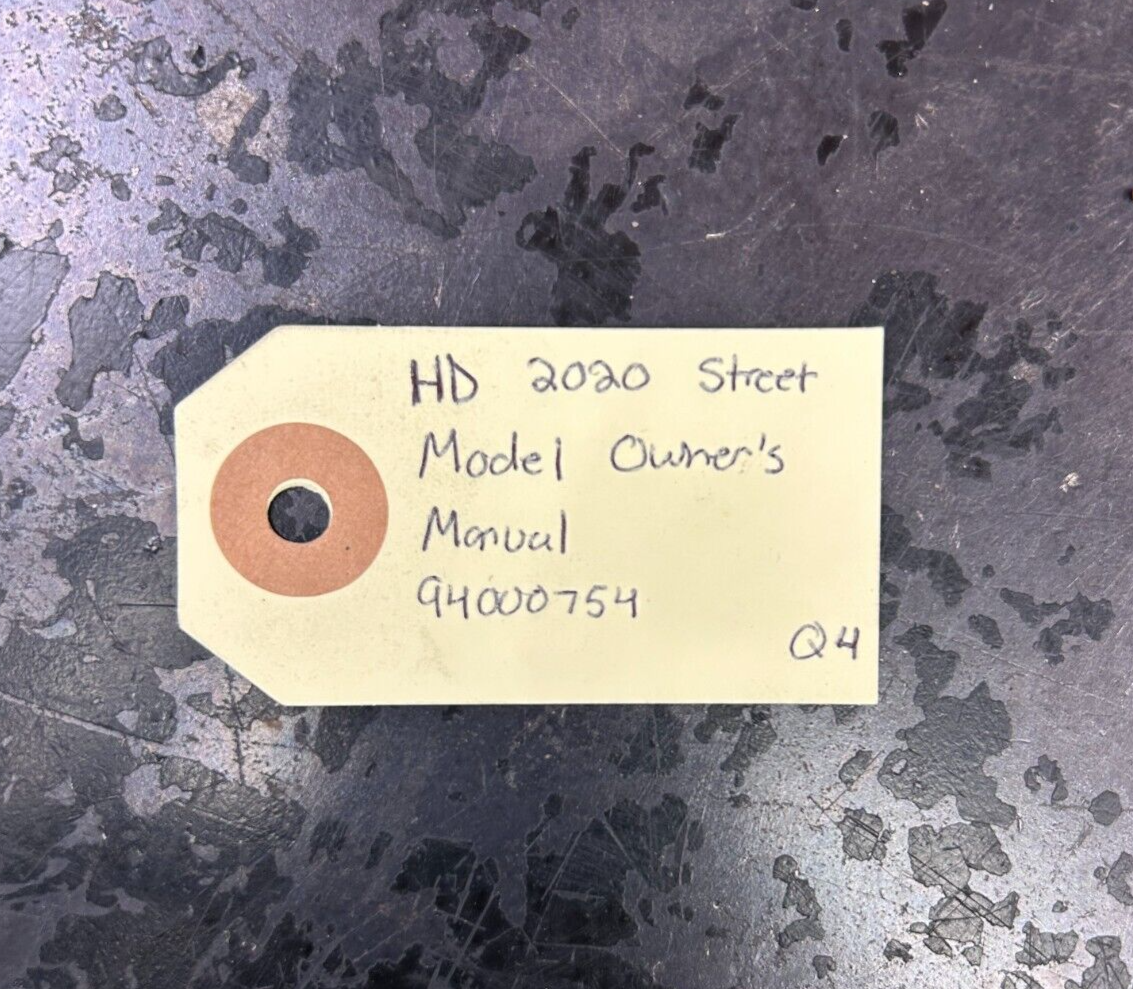 HD 2020 Street
Model Owner's
Manual
94000754
Q4